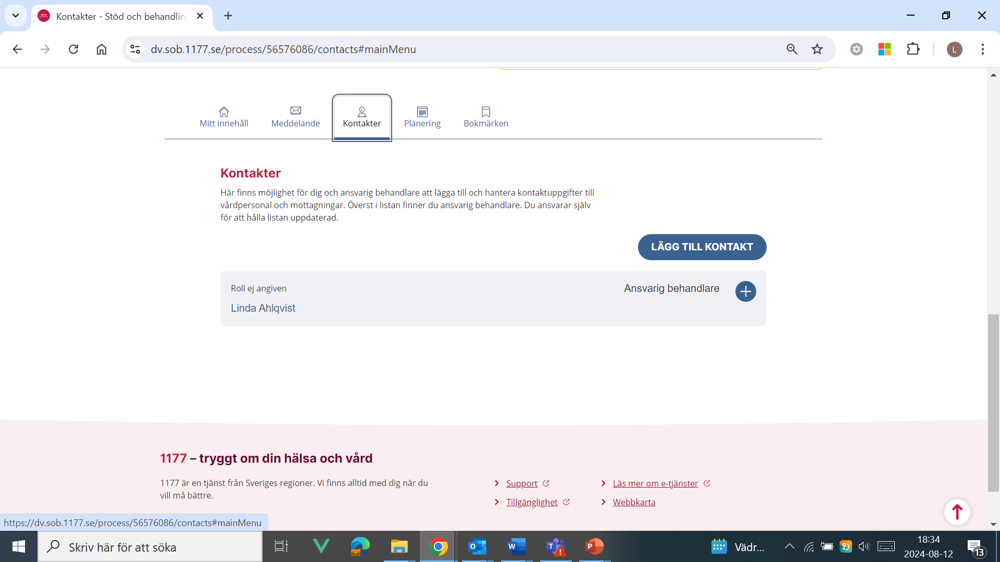 Kontakter - Stöd och behandlin
dv.sob.1177.se/process/56576086/contacts#mainMenu
L
Mitt innehåll
Meddelande
Kontakter
Planering
Bokmärken
Kontakter
Här finns möjlighet för dig och ansvarig behandlare att lägga till och hantera kontaktuppgifter till
vårdpersonal och mottagningar. Överst i listan finner du ansvarig behandlare. Du ansvarar själv
för att hålla listan uppdaterad.
LÄGG TILL KONTAKT
Roll ej angiven
Ansvarig behandlare
Linda Ahlqvist
1177 – tryggt om din hälsa och vård
1177 är en tjänst från Sveriges regioner. Vi finns alltid med dig när du
vill må bättre.
Support
Läs mer om e-tjänster
Tillgänglighet
Webbkarta
https://dv.sob.1177.se/process/56576086/contacts#mainMenu
Skriv här för att söka
Vädr...
18:34
2024-08-12
13